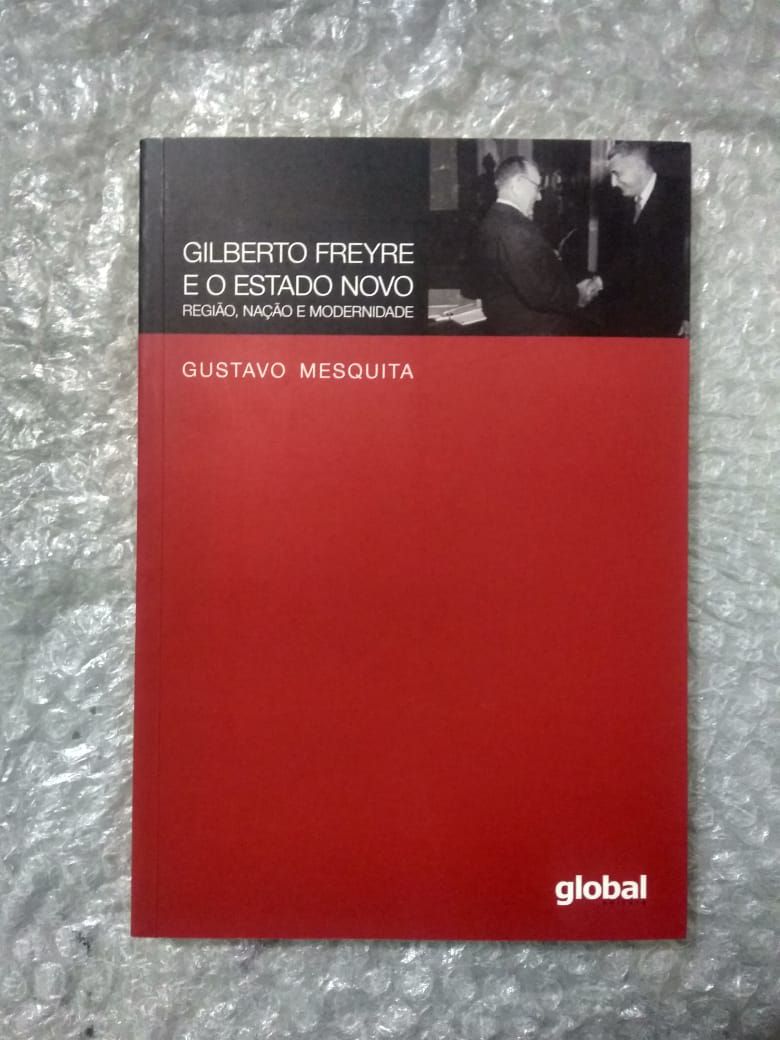 GILBERTO FREYRE
E O ESTADO NOVO
REGIÃO, NAÇÃO E MODERNIDADE
GUSTAVO MESQUITA
global